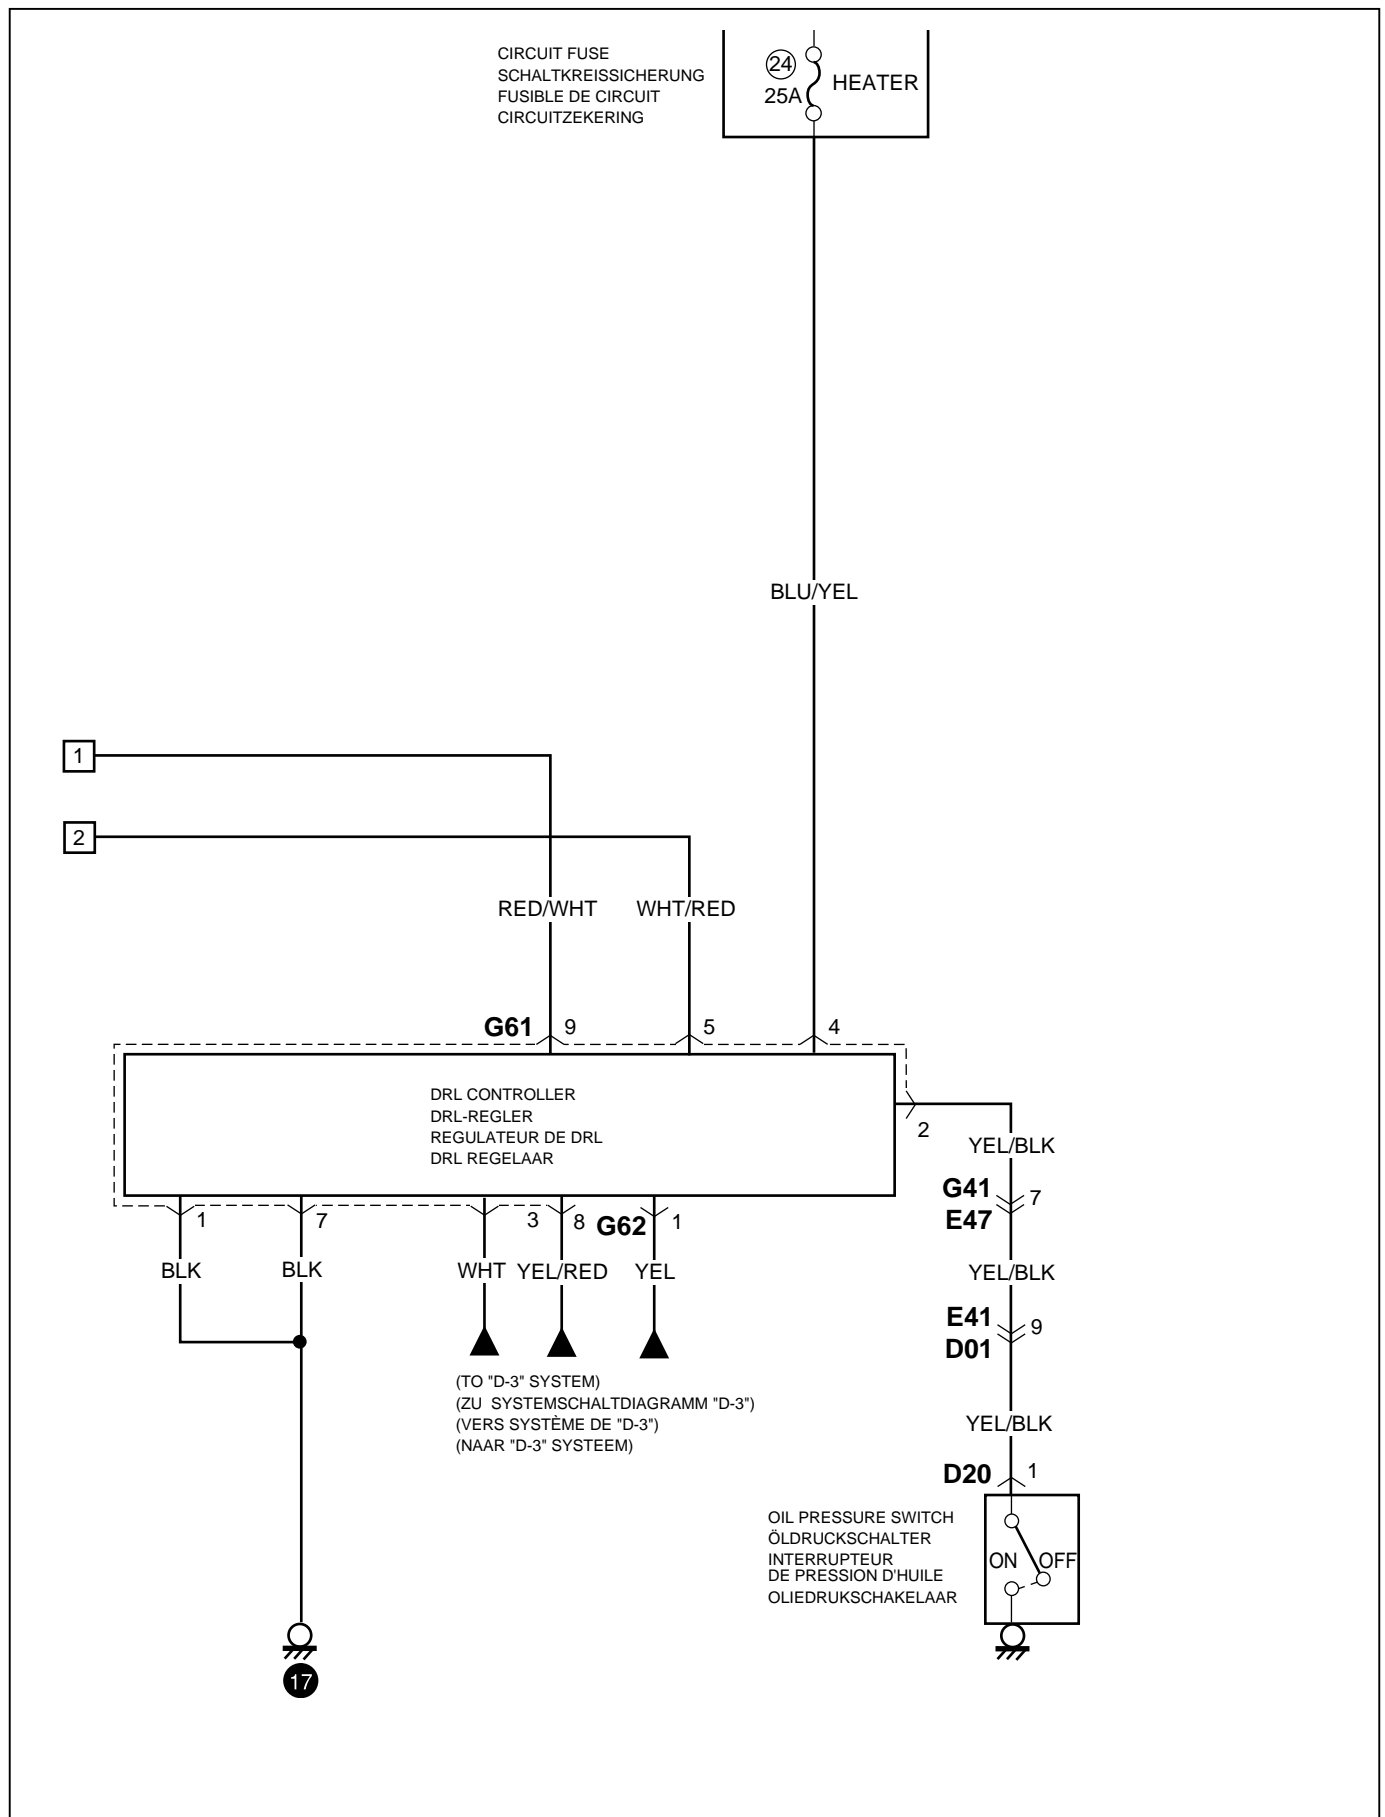 CIRCUIT FUSE
SCHALTKREISSICHERUNG
FUSIBLE DE CIRCUIT
CIRCUITZEKERING
24
25A
HEATER
BLU/YEL
1
2
RED/WHT WHT/RED
G61 9 5 4
DRL CONTROLLER
DRL-REGLER
REGULATEUR DE DRL
DRL REGELAAR
2
YEL/BLK
G41
E47
7
YEL/BLK
E41
D01
9
YEL/BLK
D20 1
1 7 3 8 G62 1
BLK BLK WHT YEL/RED YEL
(TO "D-3" SYSTEM)
(ZU SYSTEMSCHALTDIAGRAMM "D-3")
(VERS SYSTÈME DE "D-3")
(NAAR "D-3" SYSTEEM)
OIL PRESSURE SWITCH
ÖLDRUCKSCHALTER
INTERRUPTEUR
DE PRESSION D'HUILE
OLIEDRUKSCHAKELAAR
ON OFF
17